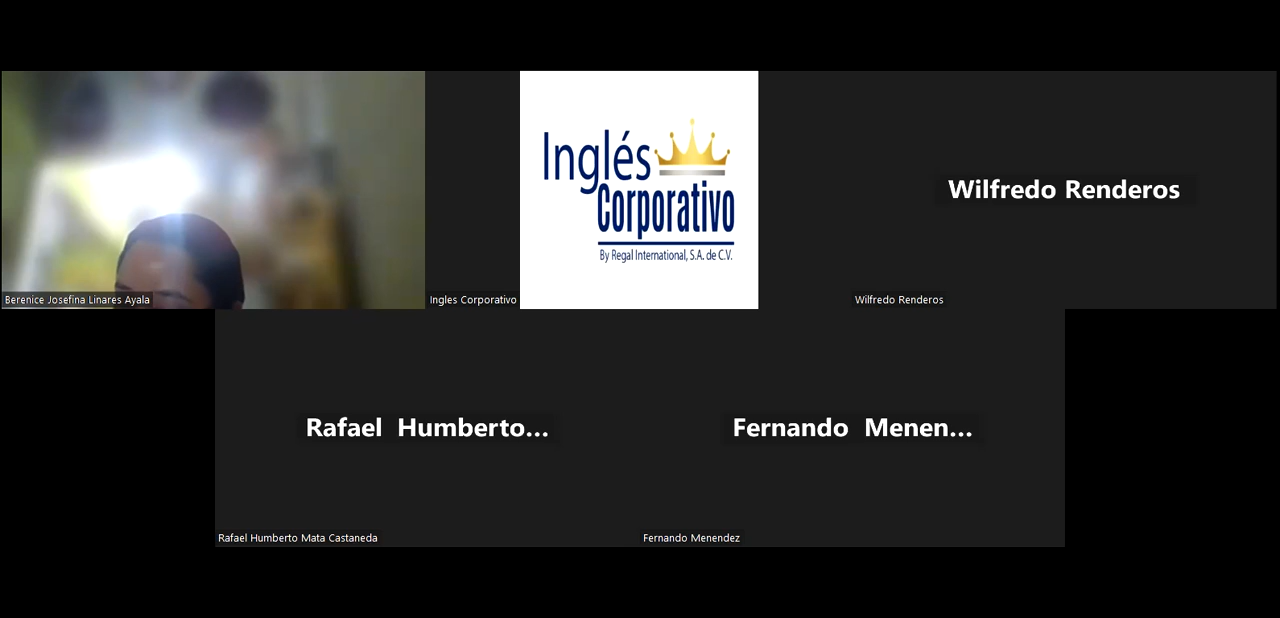 Inglés
Corporativo
By Regal International, S.A. de C.V.
Wilfredo Renderos
Berenice Josefina Linares Ayala
Ingles Corporativo
Wilfredo Renderos
Rafael Humberto...
Fernando Menen...
Rafael Humberto Mata Castaneda
Fernando Menendez